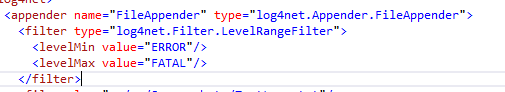 log4net>
<appender name="FileAppender" type="log4net.Appender.FileAppender">
<filter type="log4net.Filter.LevelRangeFilter">
<levelMin value="ERROR"/>
<levelMax value="FATAL"/>
</filter>